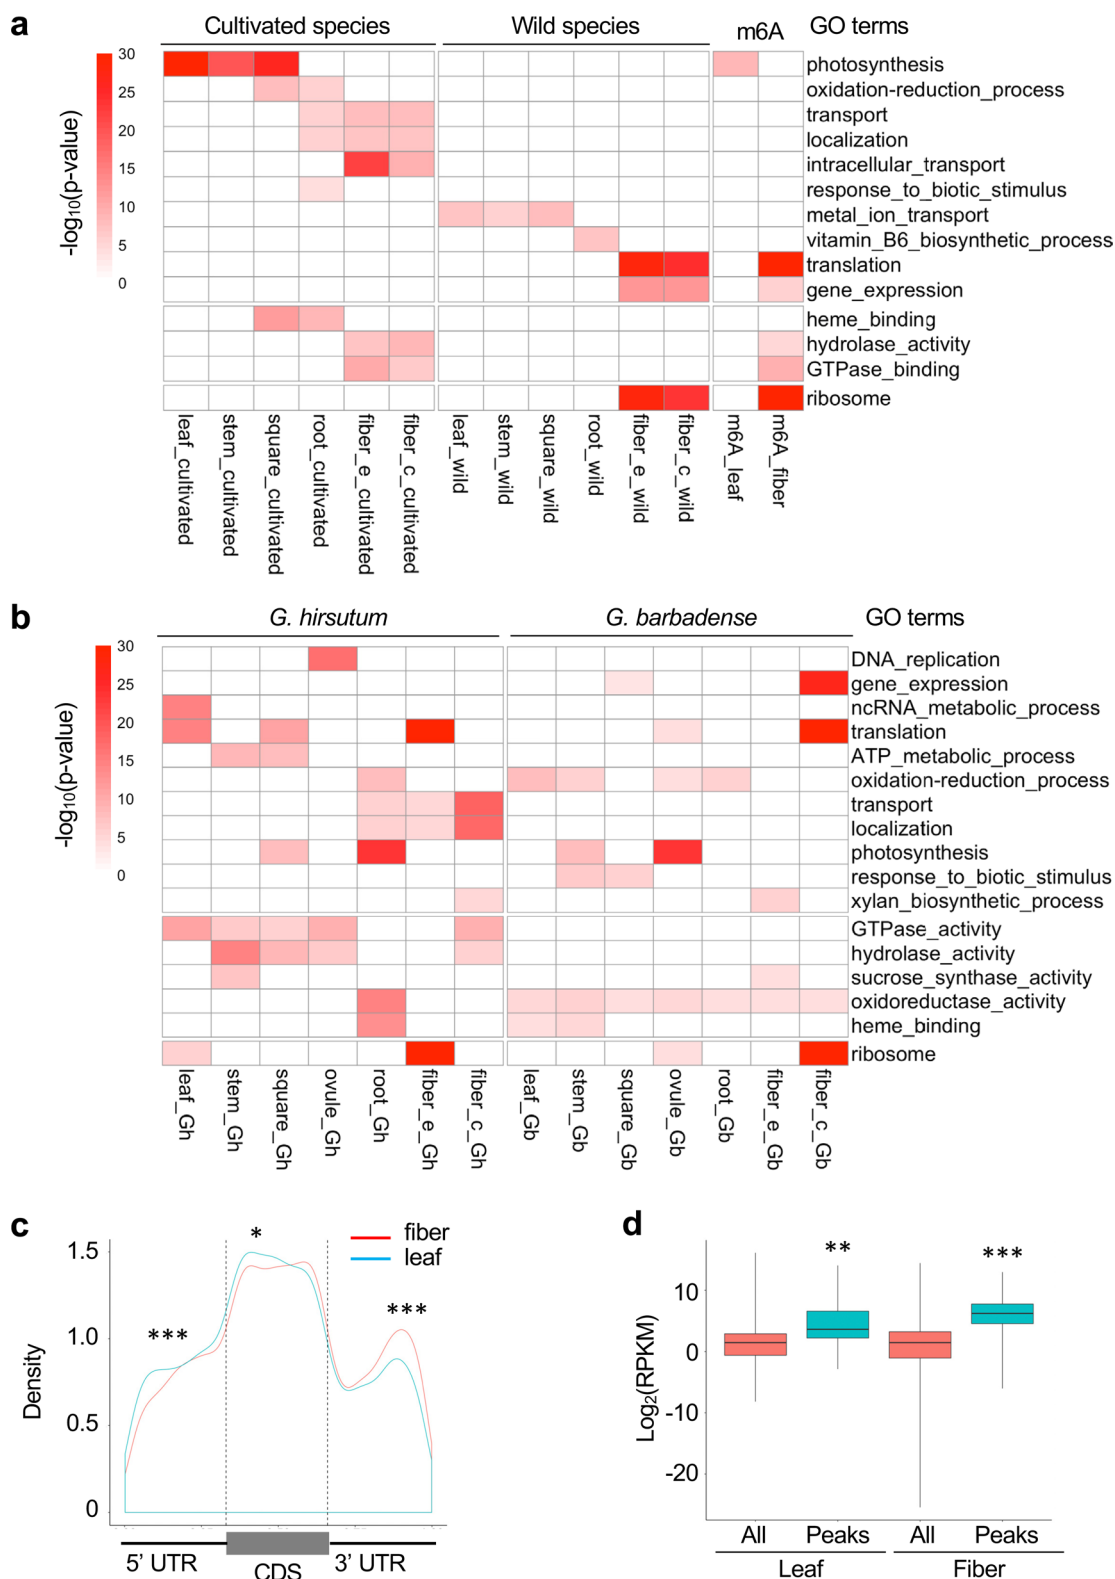 a
Cultivated species
Wild species
m6A
GO terms
-log10(p-value)
30
25
20
15
10
5
0
photosynthesis
oxidation-reduction_process
transport
localization
intracellular_transport
response_to_biotic_stimulus
metal_ion_transport
vitamin_B6_biosynthetic_process
translation
gene_expression
heme_binding
hydrolase_activity
GTPase_binding
ribosome
leaf_cultivated
stem_cultivated
square_cultivated
root_cultivated
fiber_e_cultivated
fiber_c_cultivated
leaf_wild
stem_wild
square_wild
root_wild
fiber_e_wild
fiber_c_wild
m6A_leaf
m6A_fiber
b
G. hirsutum
G. barbadense
GO terms
-log10(p-value)
30
25
20
15
10
5
0
DNA_replication
gene_expression
ncRNA_metabolic_process
translation
ATP_metabolic_process
oxidation-reduction_process
transport
localization
photosynthesis
response_to_biotic_stimulus
xylan_biosynthetic_process
GTPase_activity
hydrolase_activity
sucrose_synthase_activity
oxidoreductase_activity
heme_binding
ribosome
leaf_Gh
stem_Gh
square_Gh
ovule_Gh
root_Gh
fiber_e_Gh
fiber_c_Gh
leaf_Gb
stem_Gb
square_Gb
ovule_Gb
root_Gb
fiber_e_Gb
fiber_c_Gb
c
fiber
leaf
*
***
***
Density
1.5
1.0
0.5
0
5' UTR
CDS
3' UTR
d
**
***
Log2(RPKM)
10
0
-10
-20
All
Peaks
All
Peaks
Leaf
Fiber